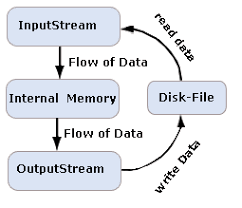 InputStream
read data
Flow of Data
Internal Memory
Disk-File
Flow of Data
OutputStream
write Data